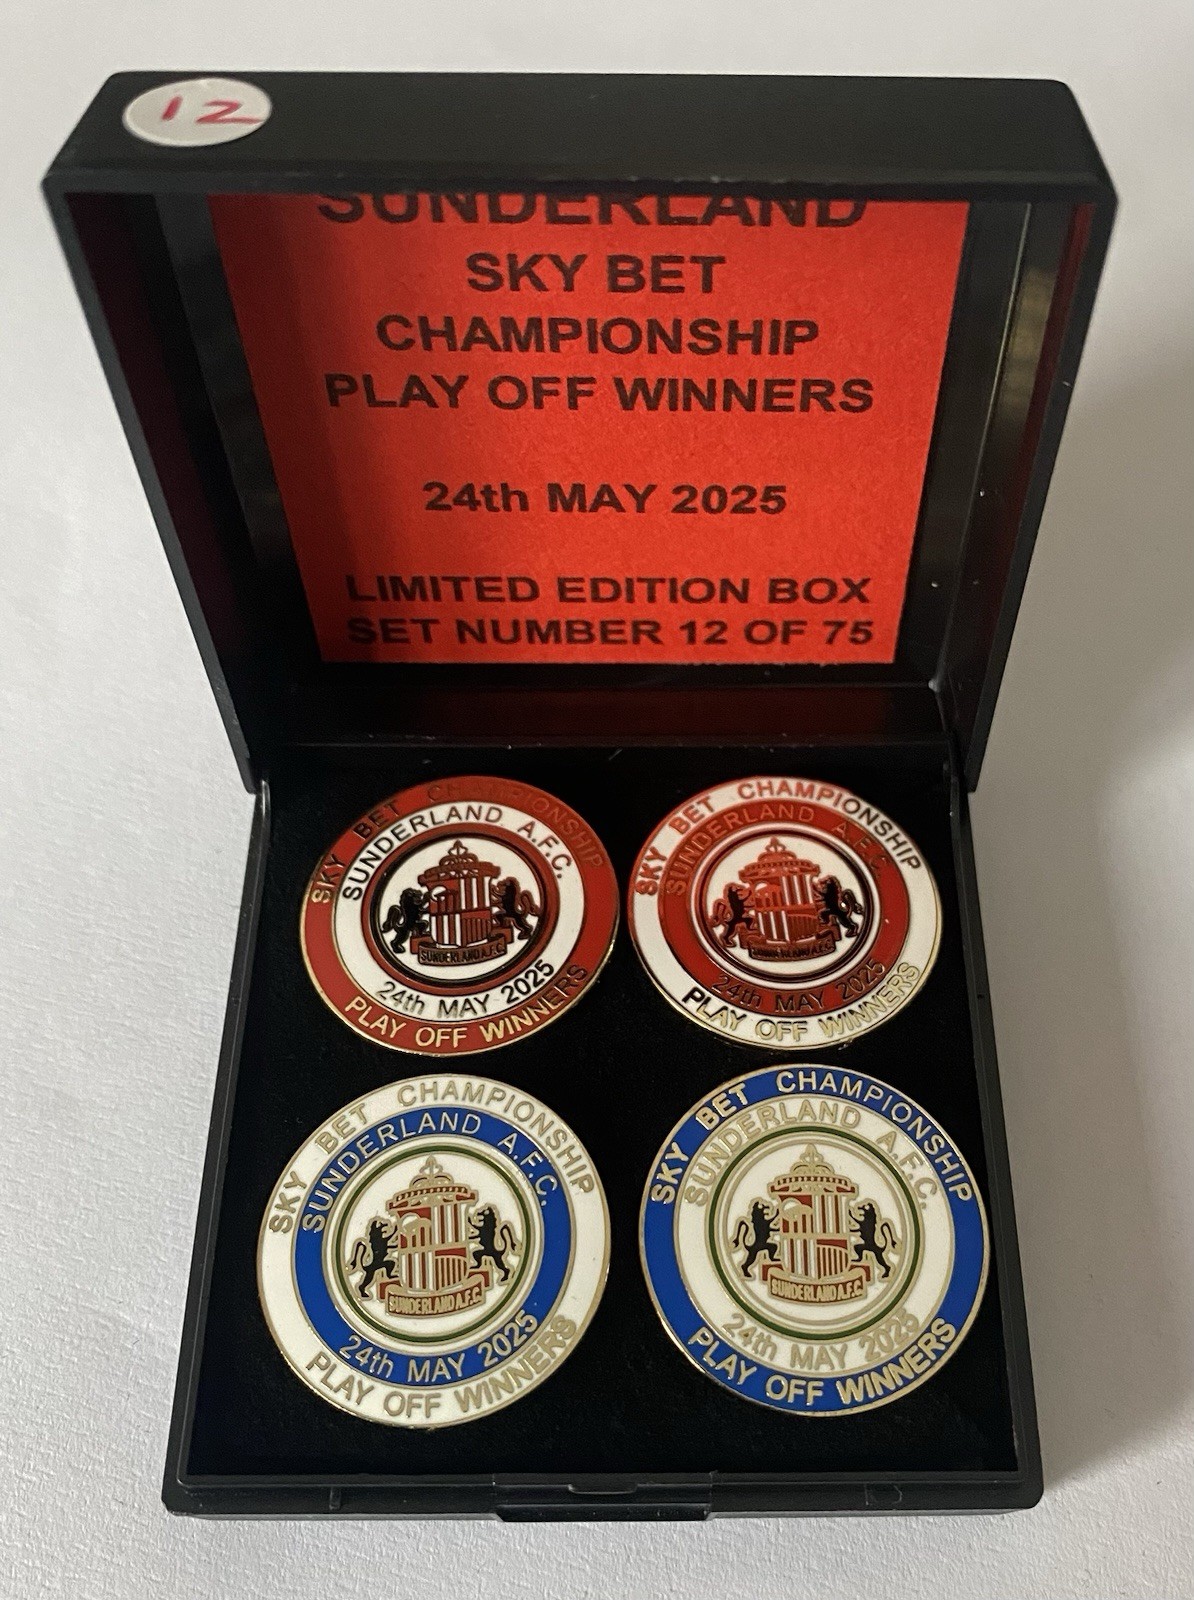 12
SUNDERLAND
SKY BET
CHAMPIONSHIP
PLAY OFF WINNERS
24th MAY 2025
LIMITED EDITION BOX
SET NUMBER 12 OF 75
SKY BET CHAMPIONSHIP
SUNDERLAND A.F.C.
SUNDERLAND A.F.C.
24th MAY 2025
PLAY OFF WINNERS
SKY BET CHAMPIONSHIP
SUNDERLAND A.F.C.
SUNDERLAND A.F.C.
24th MAY 2025
PLAY OFF WINNERS
SKY BET CHAMPIONSHIP
SUNDERLAND A.F.C.
SUNDERLAND A.F.C.
24th MAY 2025
PLAY OFF WINNERS
SKY BET CHAMPIONSHIP
SUNDERLAND A.F.C.
SUNDERLAND A.F.C.
24th MAY 2025
PLAY OFF WINNERS